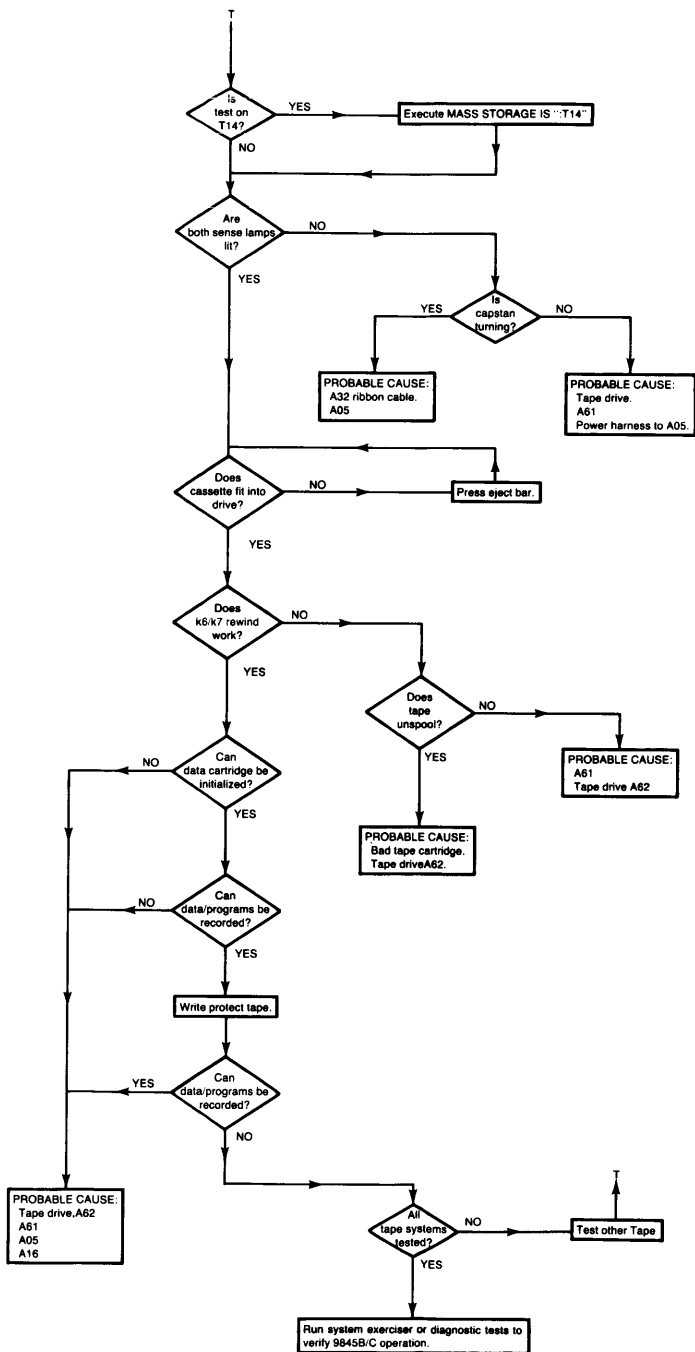 T
Is
test on
T14?
YES
Execute MASS STORAGE IS ":T14"
NO
Are
both sense lamps
lit?
NO
YES
Is
capstan
turning?
YES
NO
PROBABLE CAUSE:
A32 ribbon cable.
A05
PROBABLE CAUSE:
Tape drive.
A61
Power harness to A05.
Does
cassette fit into
drive?
NO
Press eject bar.
YES
Does
k6/k7 rewind
work?
NO
YES
Does
tape
unspool?
NO
YES
PROBABLE CAUSE:
A61
Tape drive A62
PROBABLE CAUSE:
Bad tape cartridge.
Tape driveA62.
Can
data cartridge be
initialized?
NO
YES
Can
data/programs be
recorded?
NO
YES
Write protect tape.
Can
data/programs be
recorded?
YES
NO
PROBABLE CAUSE:
Tape drive,A62
A61
A05
A16
All
tape systems
tested?
NO
Test other Tape
T
YES
Run system exerciser or diagnostic tests to
verify 9845B/C operation.